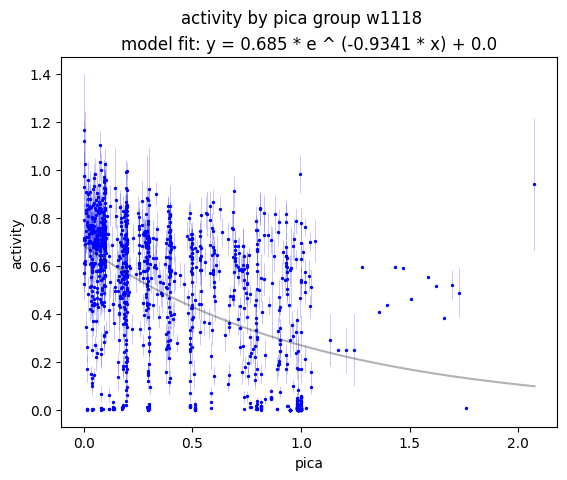 activity by pica group w1118
model fit: y = 0.685 * e ^ (-0.9341 * x) + 0.0
1.4
1.2
1.0
0.8
0.6
0.4
0.2
0.0
activity
0.0 0.5 1.0 1.5 2.0
pica